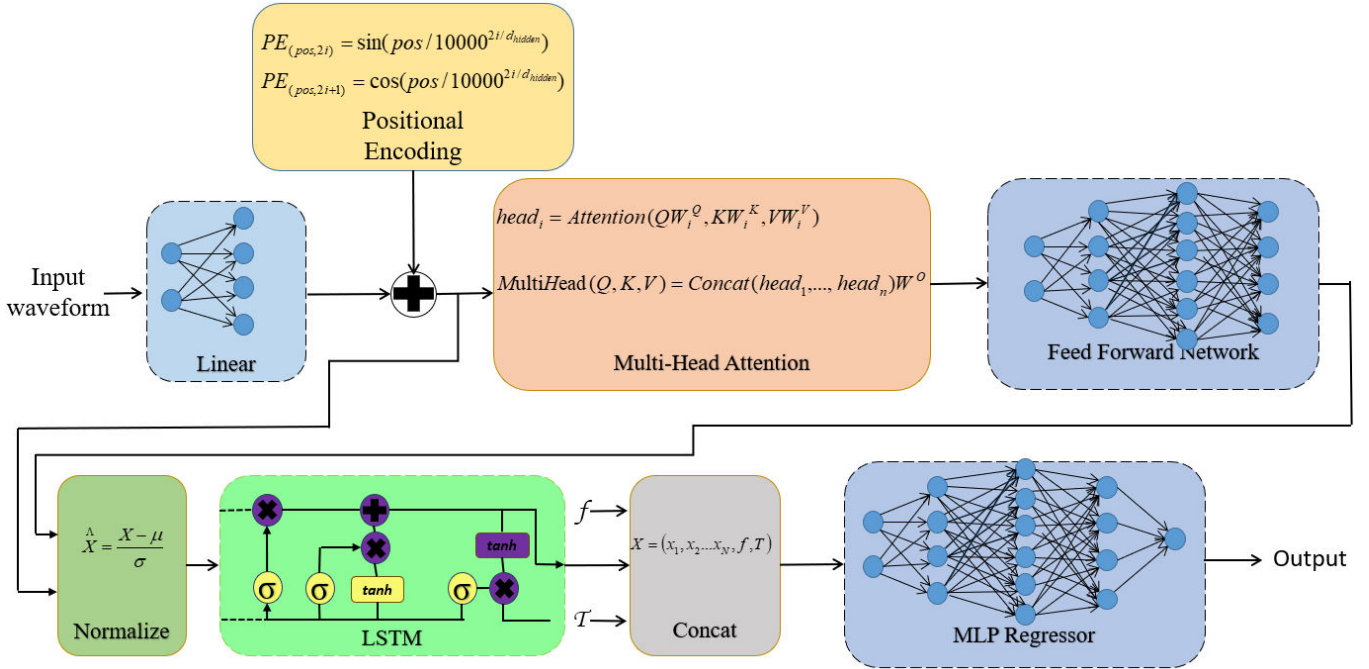 PE_(pos,2i) = sin(pos/10000^{2i/d_hidden})
PE_(pos,2i+1) = cos(pos/10000^{2i/d_hidden})
Positional
Encoding
Input
waveform
Linear
head_i = Attention(QW_i^Q, KW_i^K, VW_i^V)
MultiHead(Q, K, V) = Concat(head_1,..., head_n)W^O
Multi-Head Attention
Feed Forward Network
Λ
X = (X − μ)/σ
Normalize
σ
σ
tanh
σ
tanh
LSTM
f
X = (x_1, x_2...x_N, f, T)
T
Concat
MLP Regressor
Output